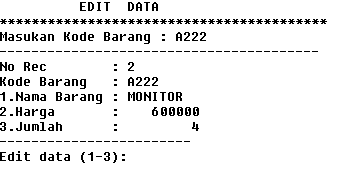 EDIT DATA
*****************************************
Masukan Kode Barang : A222
----------------------------------------
No Rec : 2
Kode Barang : A222
1.Nama Barang : MONITOR
2.Harga : 600000
3.Jumlah : 4
------------------------
Edit data (1-3):